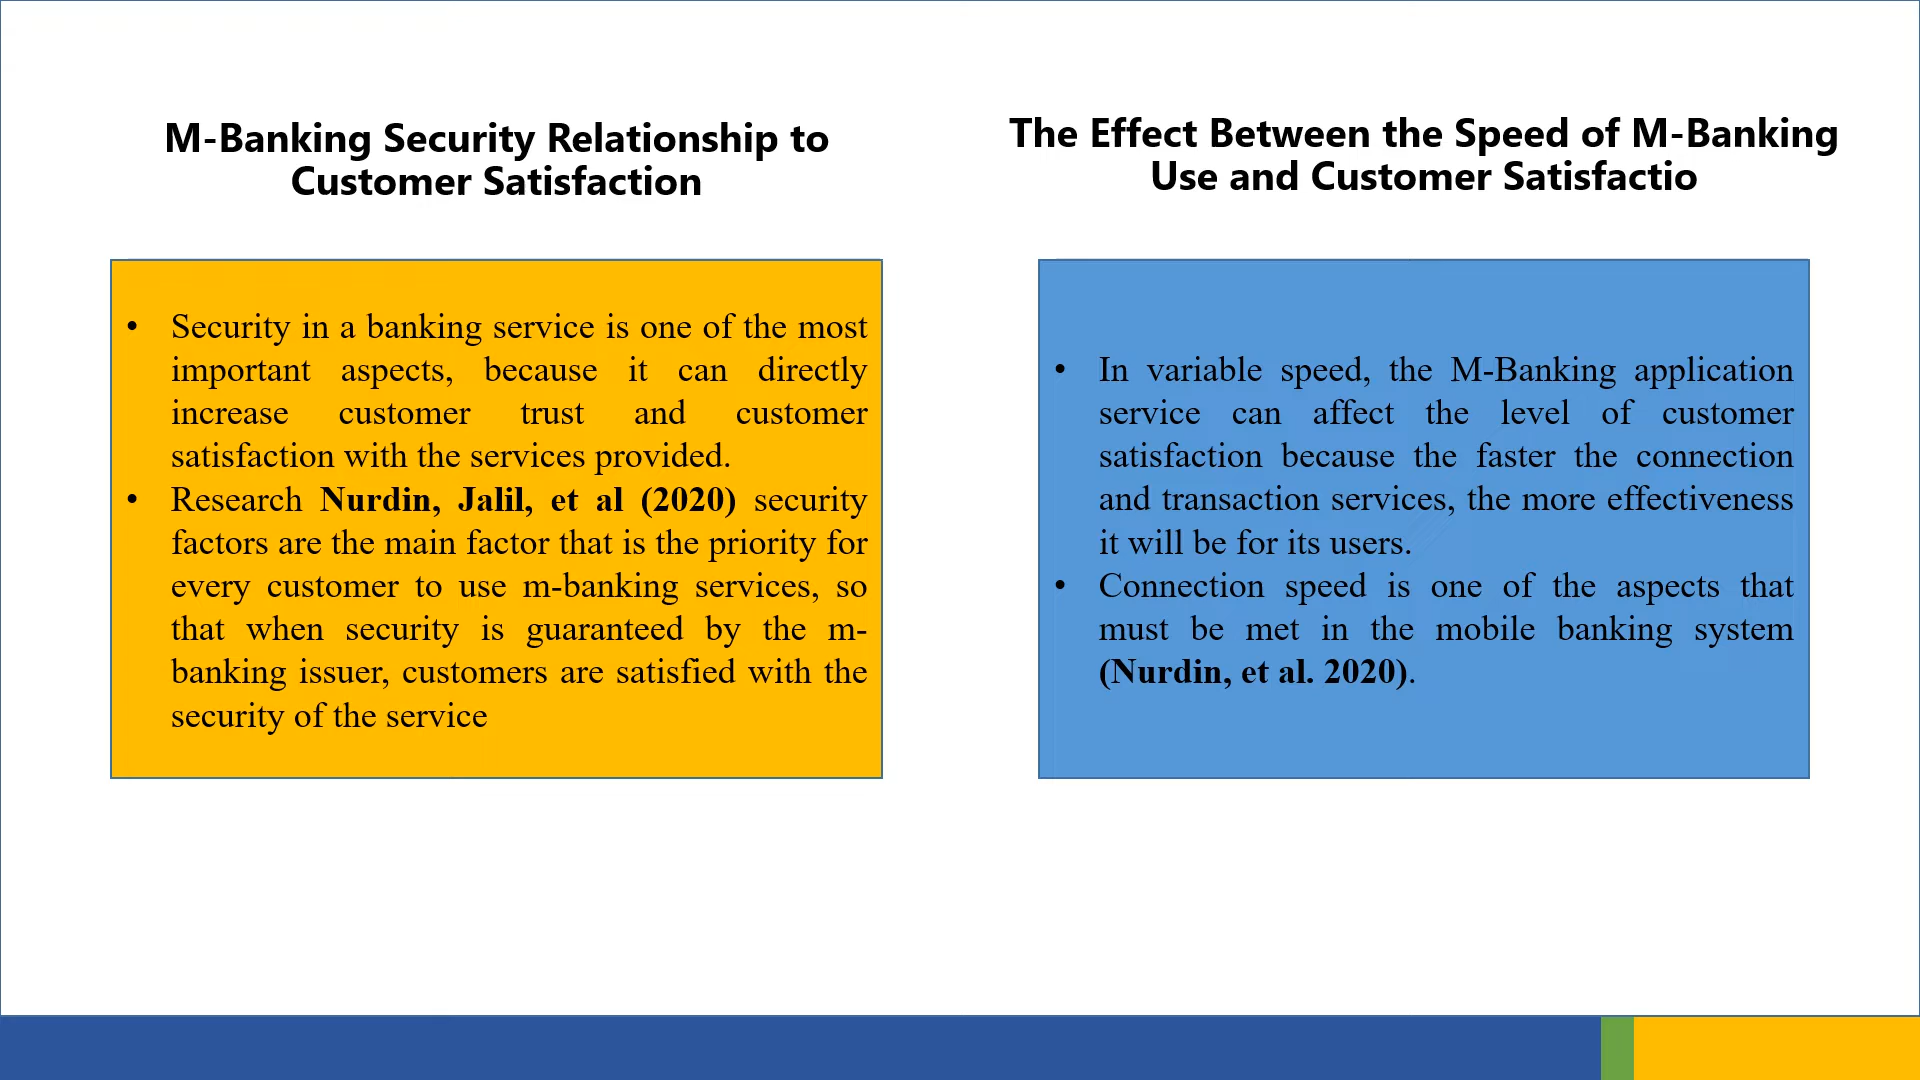 M-Banking Security Relationship to
Customer Satisfaction
• Security in a banking service is one of the most
important aspects, because it can directly
increase customer trust and customer
satisfaction with the services provided.
• Research Nurdin, Jalil, et al (2020) security
factors are the main factor that is the priority for
every customer to use m-banking services, so
that when security is guaranteed by the m-
banking issuer, customers are satisfied with the
security of the service
The Effect Between the Speed of M-Banking
Use and Customer Satisfactio
• In variable speed, the M-Banking application
service can affect the level of customer
satisfaction because the faster the connection
and transaction services, the more effectiveness
it will be for its users.
• Connection speed is one of the aspects that
must be met in the mobile banking system
(Nurdin, et al. 2020).